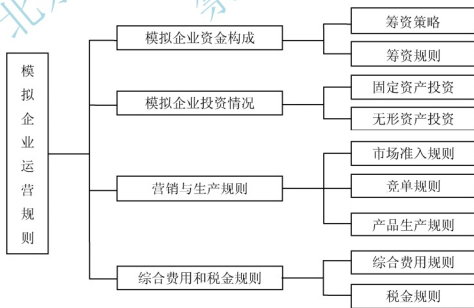 模拟企业运营规则
模拟企业资金构成
筹资策略
筹资规则
模拟企业投资情况
固定资产投资
无形资产投资
营销与生产规则
市场准入规则
竞单规则
产品生产规则
综合费用和税金规则
综合费用规则
税金规则